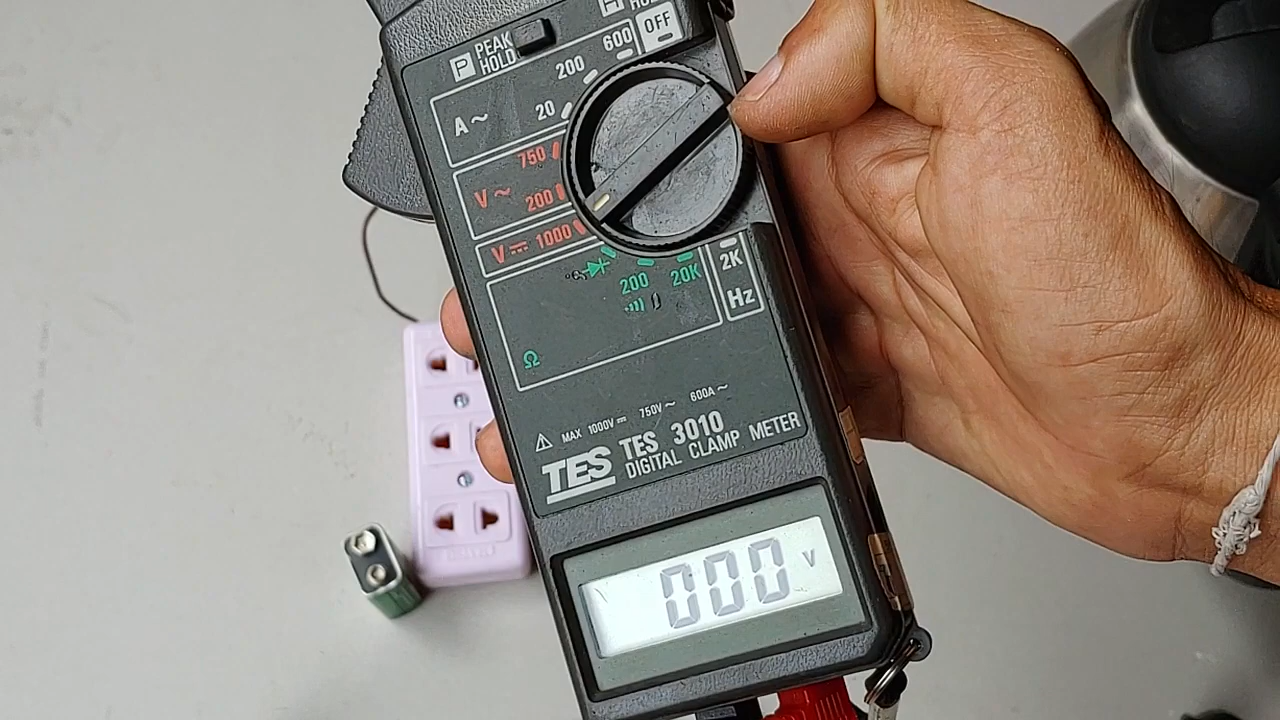 P PEAK HOLD
OFF
600
200
A~ 20
750
V~ 200
V⎓ 1000
200 20K 2K
Hz
Ω
⚠ MAX 1000V⎓ 750V~ 600A~
TES TES 3010
DIGITAL CLAMP METER
000 V